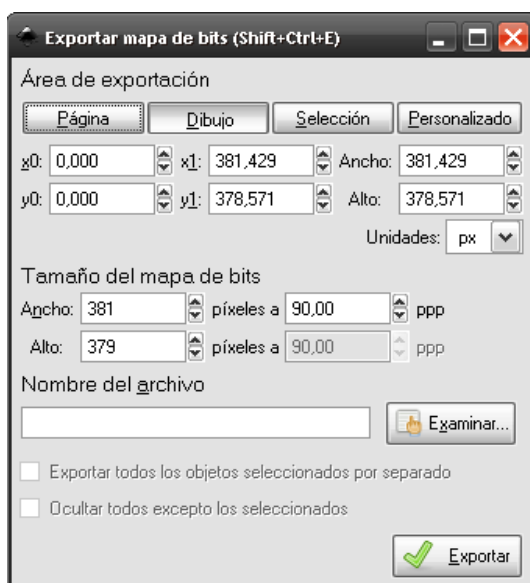 Exportar mapa de bits (Shift+Ctrl+E)
Área de exportación
Página Dibujo Selección Personalizado
x0: 0,000 x1: 381,429 Ancho: 381,429
y0: 0,000 y1: 378,571 Alto: 378,571
Unidades: px
Tamaño del mapa de bits
Ancho: 381 píxeles a 90,00 ppp
Alto: 379 píxeles a 90,00 ppp
Nombre del archivo
Examinar...
Exportar todos los objetos seleccionados por separado
Ocultar todos excepto los seleccionados
Exportar